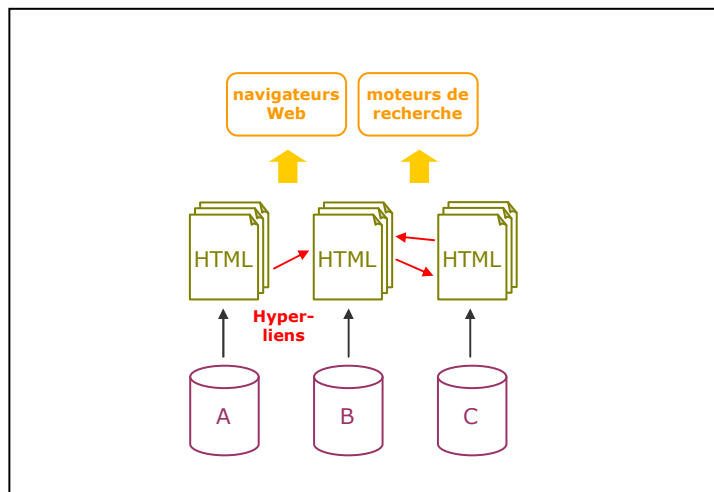 navigateurs
Web
moteurs de
recherche
HTML
HTML
HTML
Hyper-
liens
A
B
C